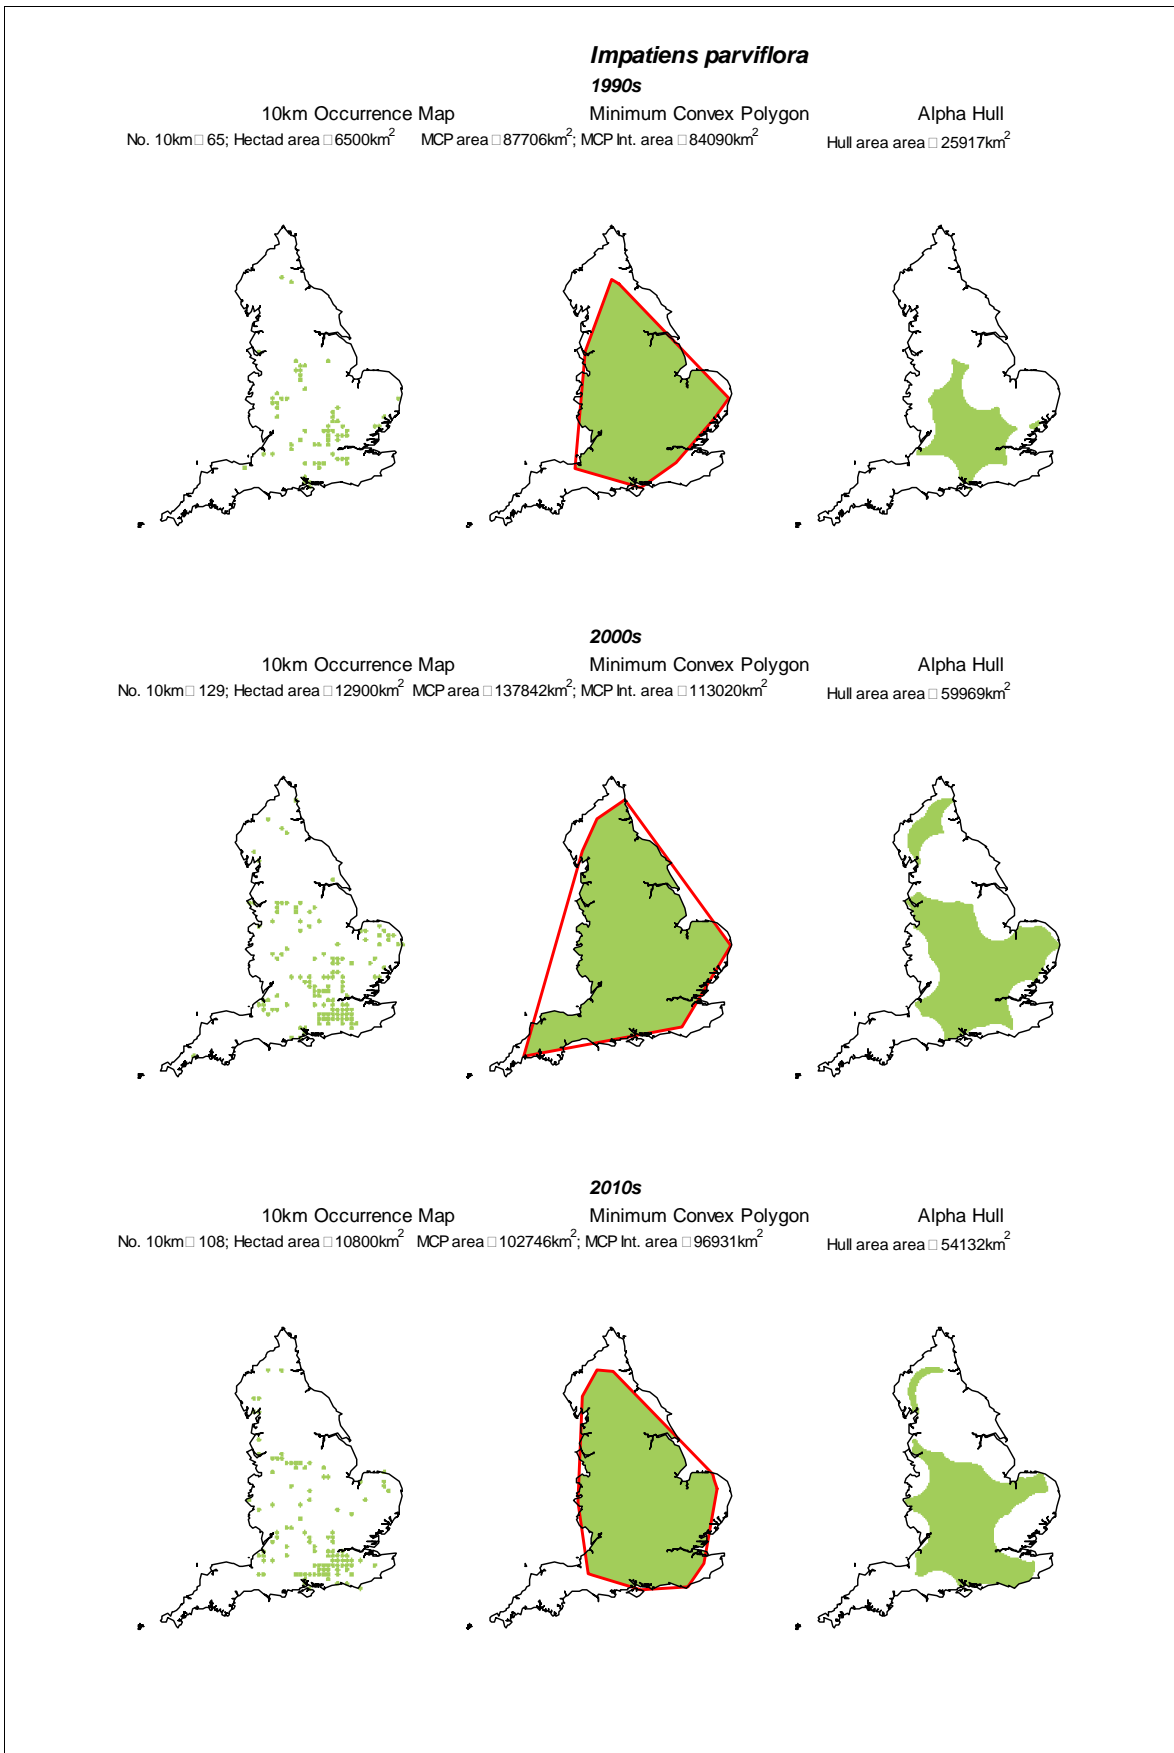 Impatiens parviflora
1990s
10km Occurrence Map Minimum Convex Polygon Alpha Hull
No. 10km□65; Hectad area□6500km² MCP area□87706km²; MCP Int. area□84090km² Hull area area□25917km²
2000s
10km Occurrence Map Minimum Convex Polygon Alpha Hull
No. 10km□129; Hectad area□12900km² MCP area□137842km²; MCP Int. area□113020km² Hull area area□59969km²
2010s
10km Occurrence Map Minimum Convex Polygon Alpha Hull
No. 10km□108; Hectad area□10800km² MCP area□102746km²; MCP Int. area□96931km² Hull area area□54132km²